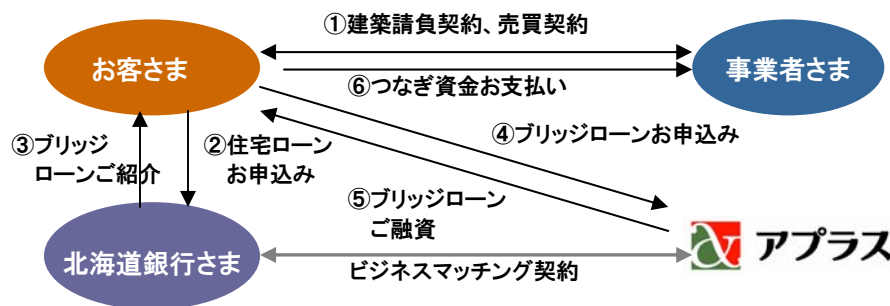 ①建築請負契約、売買契約
お客さま
事業者さま
⑥つなぎ資金お支払い
③ブリッジ
ローンご紹介
②住宅ローン
お申込み
④ブリッジローンお申込み
⑤ブリッジローン
ご融資
北海道銀行さま
アプラス
ビジネスマッチング契約